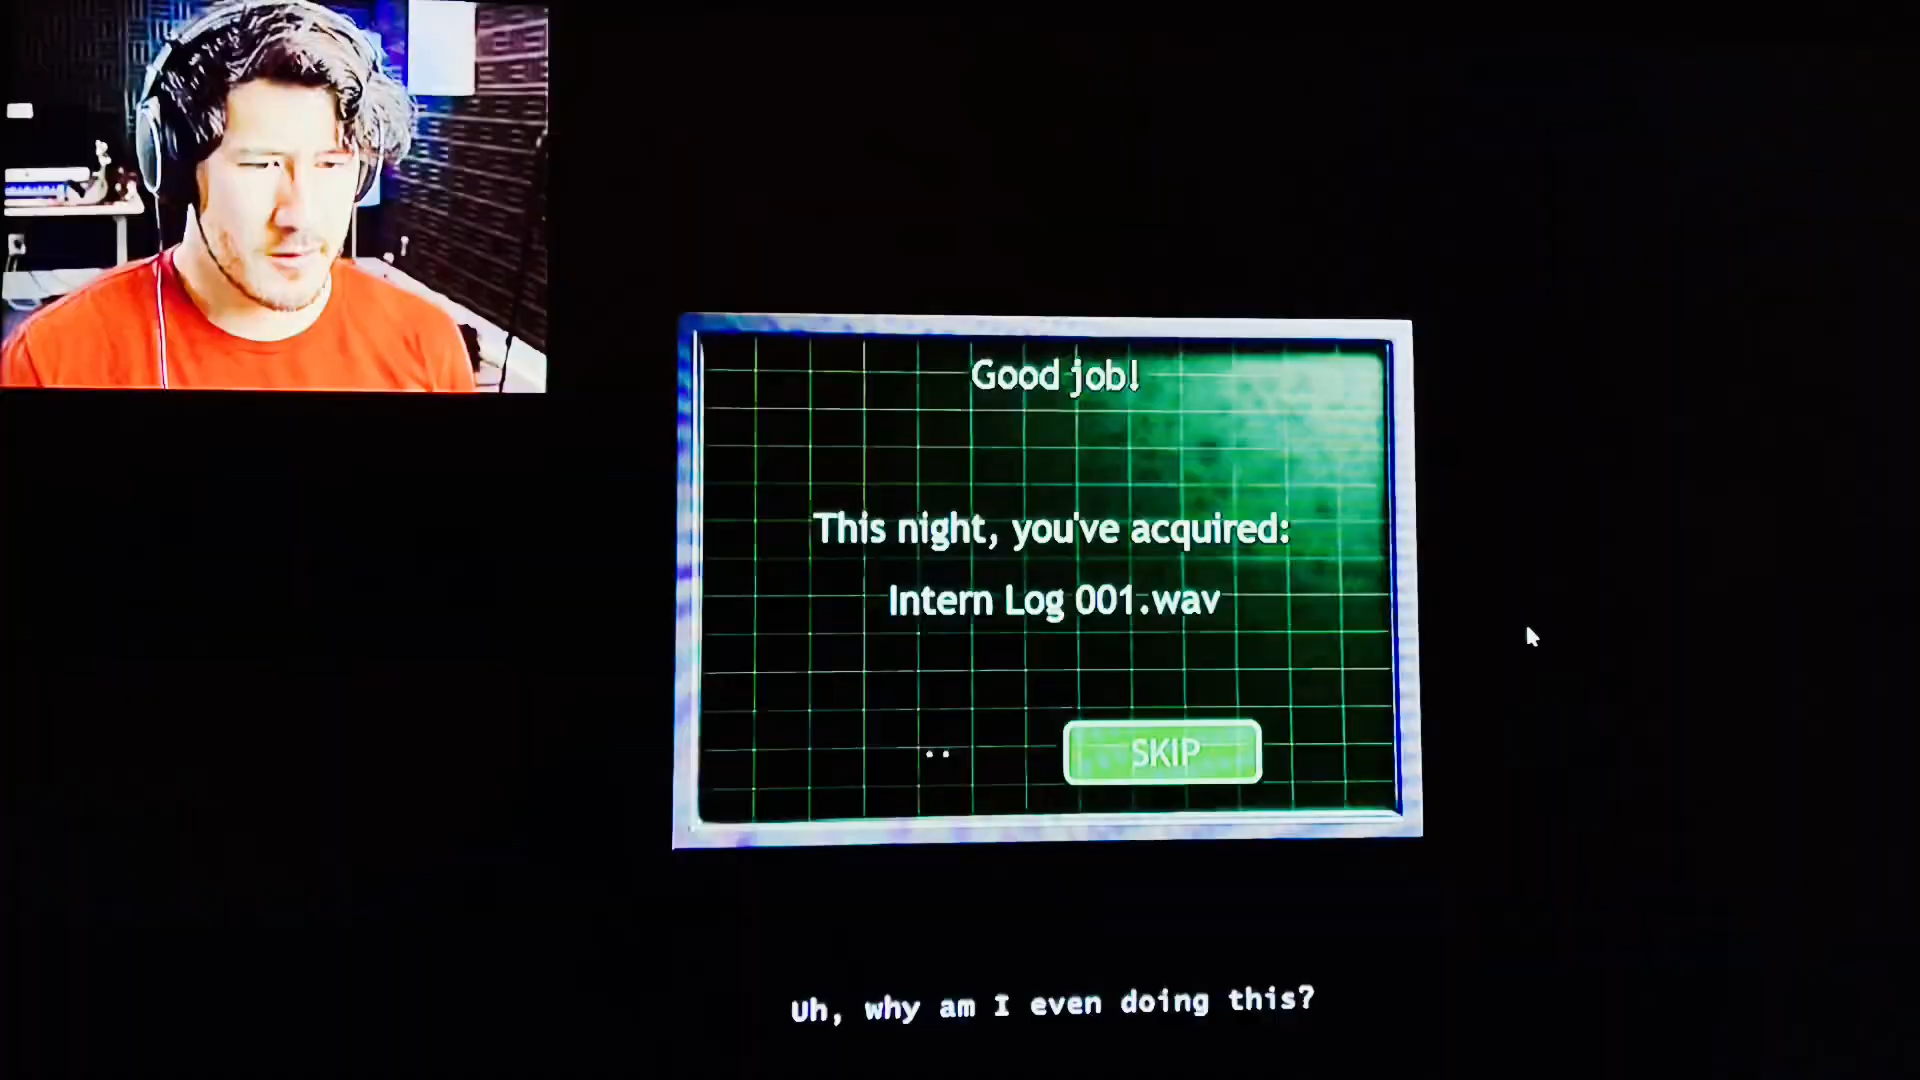 Good job!
This night, you've acquired:
Intern Log 001.wav
SKIP
Uh, why am I even doing this?